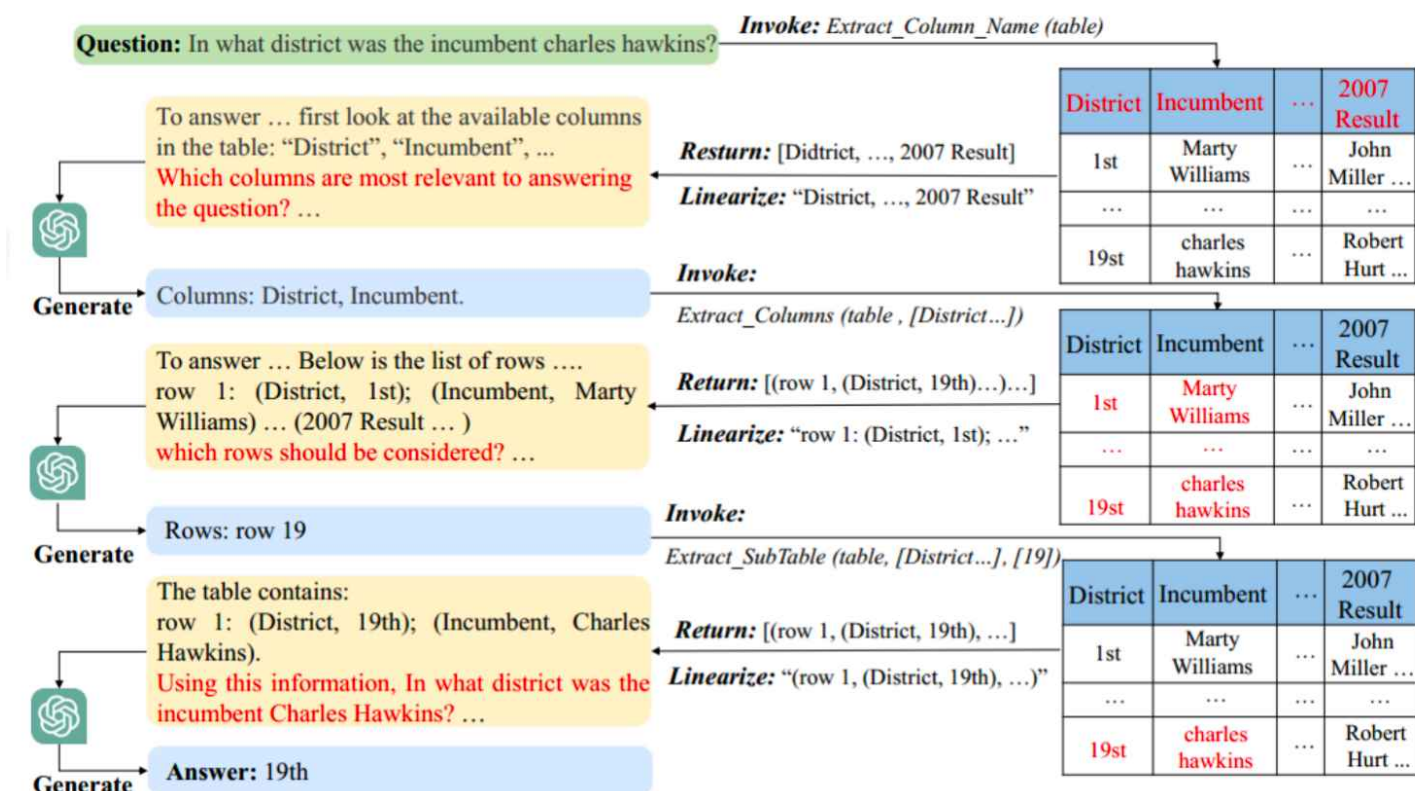 Question: In what district was the incumbent charles hawkins?
Invoke: Extract_Column_Name (table)
To answer … first look at the available columns
in the table: “District”, “Incumbent”, ...
Which columns are most relevant to answering
the question? …
Resturn: [Didtrict, …, 2007 Result]
Linearize: “District, …, 2007 Result”
District Incumbent … 2007
Result
1st Marty
Williams … John
Miller …
… … … …
19st charles
hawkins … Robert
Hurt ...
Generate
Columns: District, Incumbent.
Invoke:
Extract_Columns (table , [District...])
To answer … Below is the list of rows ….
row 1: (District, 1st); (Incumbent, Marty
Williams) … (2007 Result … )
which rows should be considered? …
Return: [(row 1, (District, 19th)…)…]
Linearize: “row 1: (District, 1st); …”
District Incumbent … 2007
Result
1st Marty
Williams … John
Miller …
… … … …
19st charles
hawkins … Robert
Hurt ...
Generate
Rows: row 19
Invoke:
Extract_SubTable (table, [District...], [19])
The table contains:
row 1: (District, 19th); (Incumbent, Charles
Hawkins).
Using this information, In what district was the
incumbent Charles Hawkins? …
Return: [(row 1, (District, 19th), …]
Linearize: “(row 1, (District, 19th), …)”
District Incumbent … 2007
Result
1st Marty
Williams … John
Miller …
… … … …
19st charles
hawkins … Robert
Hurt ...
Generate
Answer: 19th